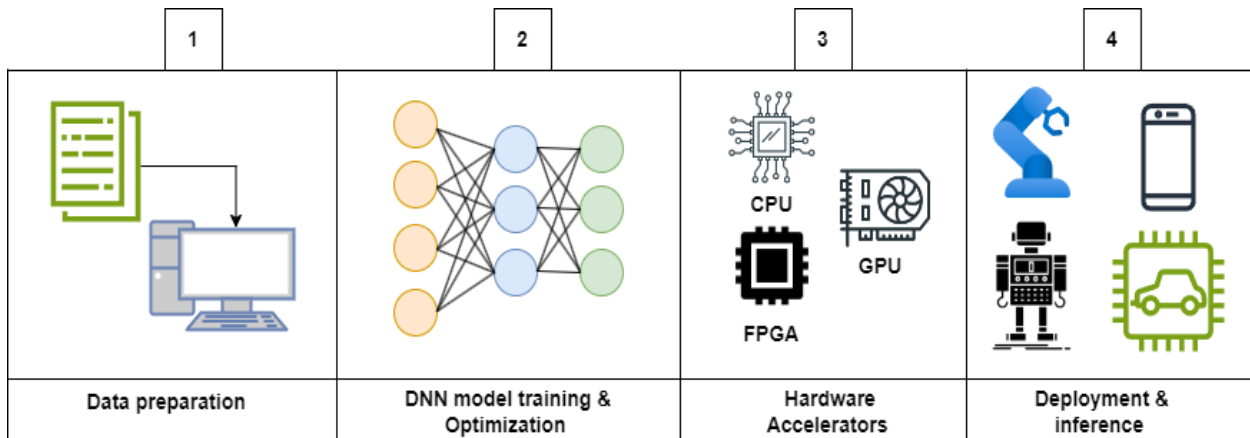 1
2
3
4
CPU
GPU
FPGA
Data preparation
DNN model training &
Optimization
Hardware
Accelerators
Deployment &
inference